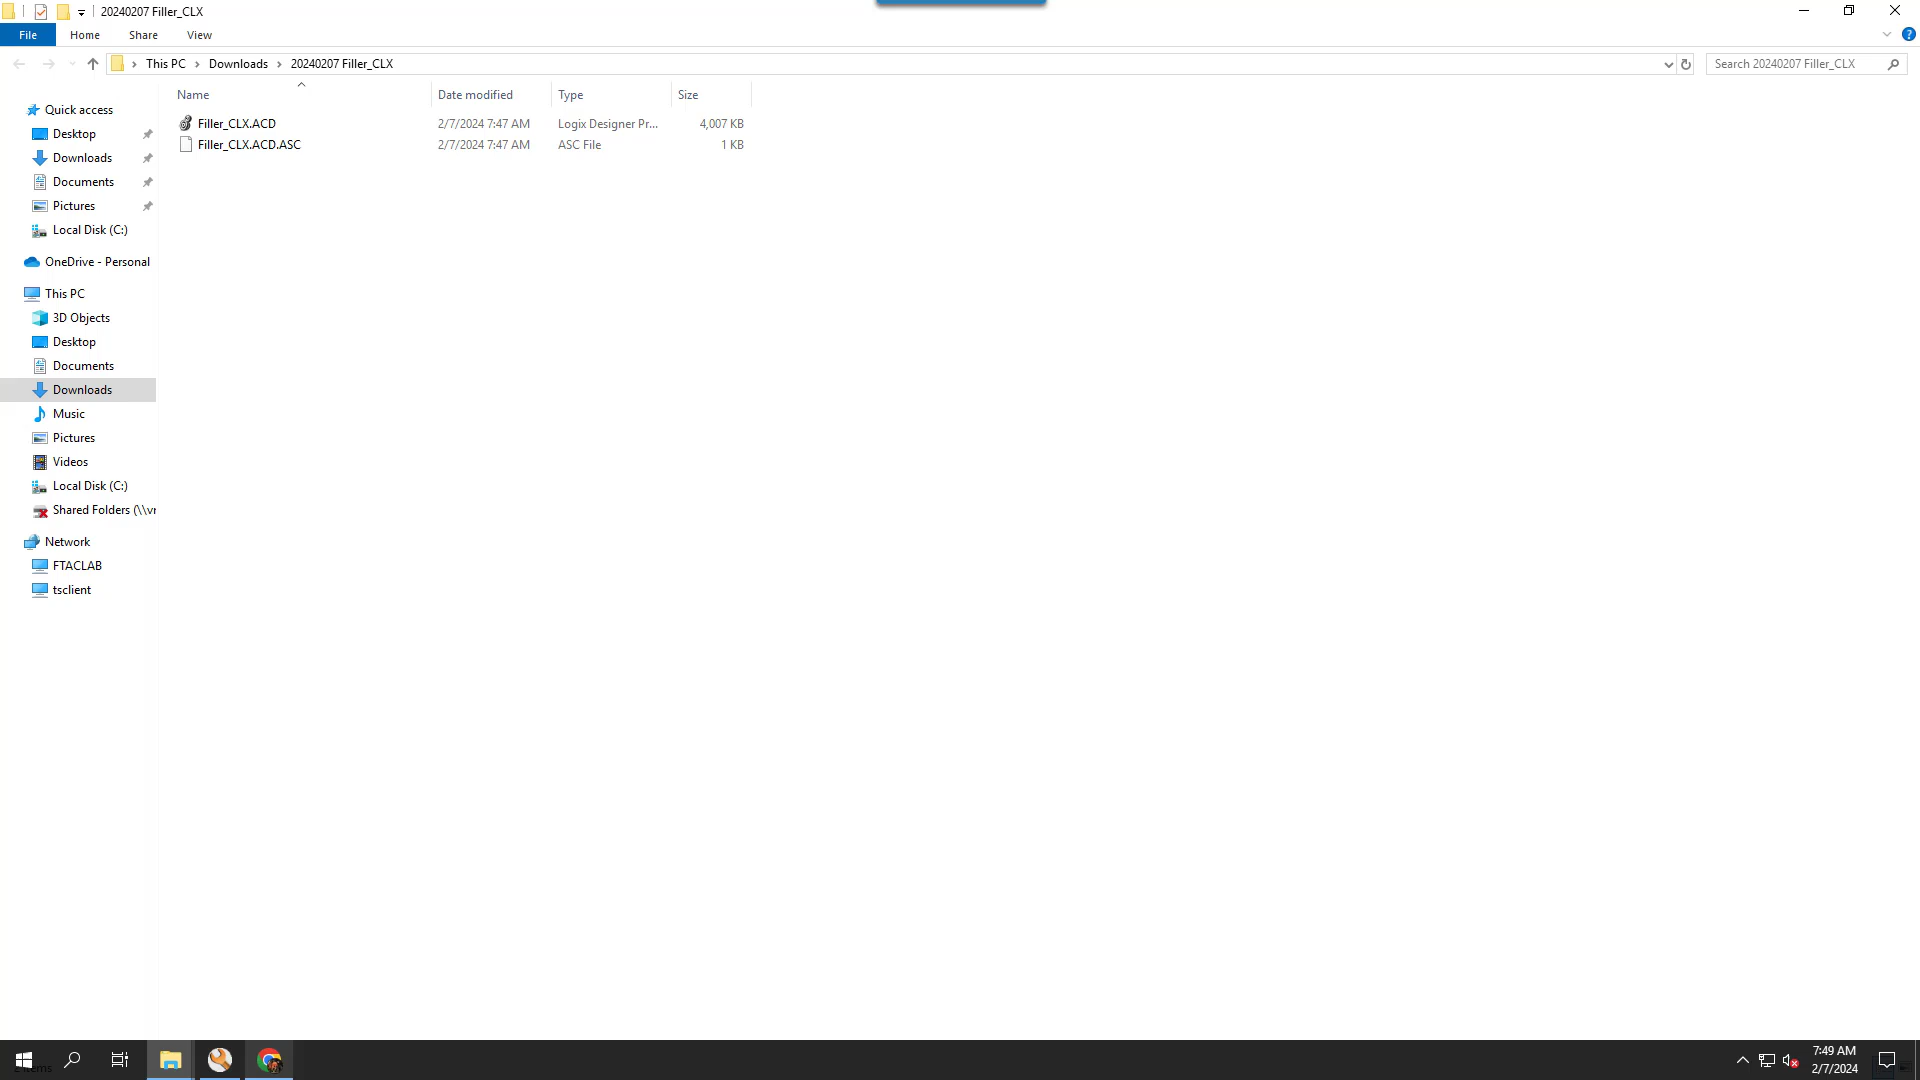 20240207 Filler_CLX
File Home Share View
This PC Downloads 20240207 Filler_CLX
Search 20240207 Filler_CLX
Name Date modified Type Size
Filler_CLX.ACD 2/7/2024 7:47 AM Logix Designer Pr... 4,007 KB
Filler_CLX.ACD.ASC 2/7/2024 7:47 AM ASC File 1 KB
Quick access
Desktop
Downloads
Documents
Pictures
Local Disk (C:)
OneDrive - Personal
This PC
3D Objects
Desktop
Documents
Downloads
Music
Pictures
Videos
Local Disk (C:)
Shared Folders (\\vr
Network
FTACLAB
tsclient
7:49 AM
2/7/2024